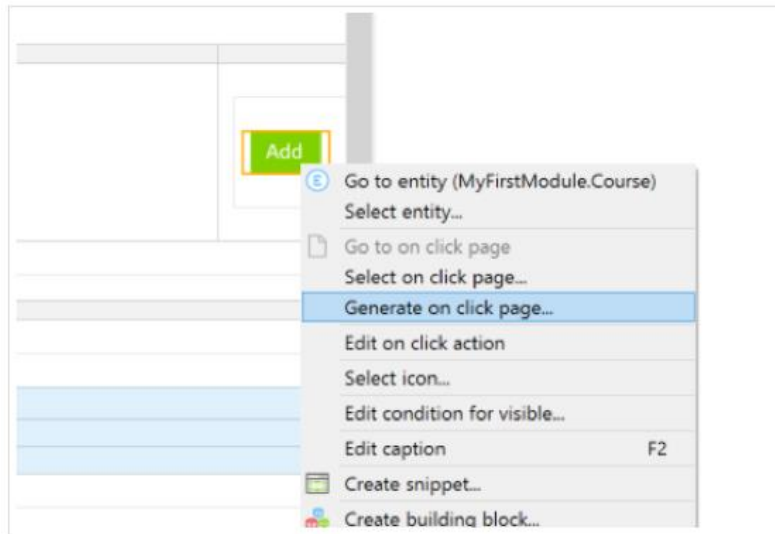 Add
Go to entity (MyFirstModule.Course)
Select entity...
Go to on click page
Select on click page...
Generate on click page...
Edit on click action
Select icon...
Edit condition for visible...
Edit caption F2
Create snippet...
Create building block...